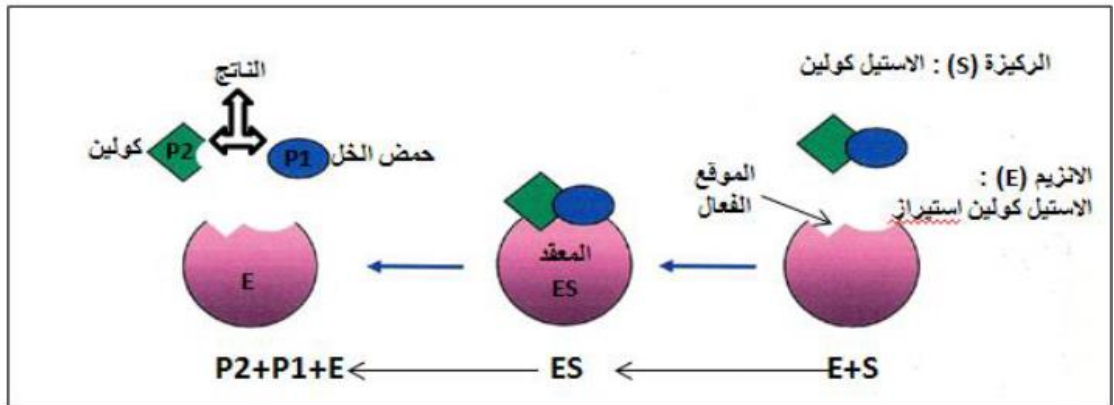 الركيزة (S) : الاستيل كولين
الانزيم (E) :
الاستيل كولين استيراز
الموقع
الفعال
المعقد
ES
الناتج
حمض الخل
P1
P2
كولين
E
E+S
ES
P2+P1+E